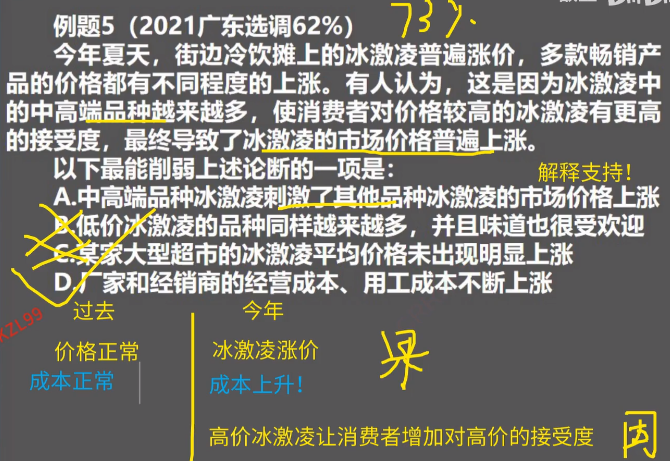 例题5（2021广东选调62%）
73%
今年夏天，街边冷饮摊上的冰激凌普遍涨价，多款畅销产
品的价格都有不同程度的上涨。有人认为，这是因为冰激凌中
的中高端品种越来越多，使消费者对价格较高的冰激凌有更高
的接受度，最终导致了冰激凌的市场价格普遍上涨。
以下最能削弱上述论断的一项是：
解释支持！
A.中高端品种冰激凌刺激了其他品种冰激凌的市场价格上涨
B.低价冰激凌的品种同样越来越多，并且味道也很受欢迎
C.某家大型超市的冰激凌平均价格未出现明显上涨
D.厂家和经销商的经营成本、用工成本不断上涨
过去 今年
价格正常 冰激凌涨价 果
成本正常 成本上升！
高价冰激凌让消费者增加对高价的接受度 因